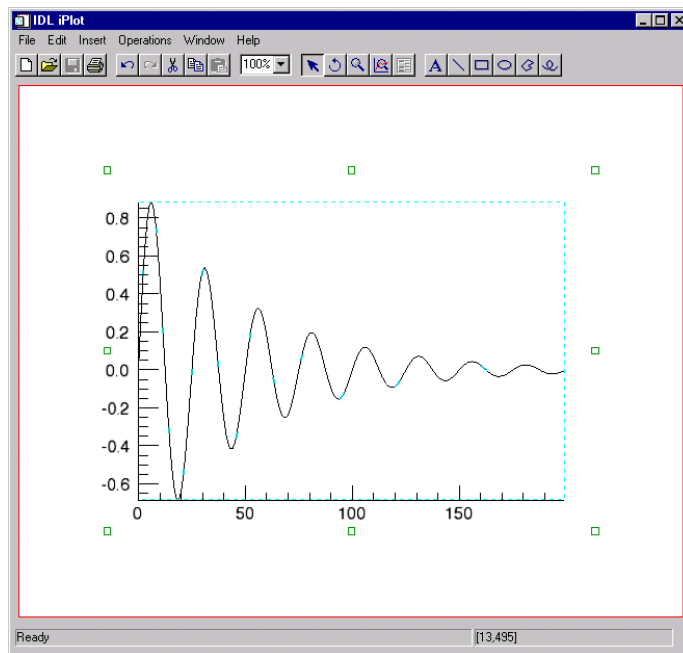 IDL iPlot
File Edit Insert Operations Window Help
100% A
0.8
0.6
0.4
0.2
0.0
-0.2
-0.4
-0.6
0 50 100 150
Ready [13,495]